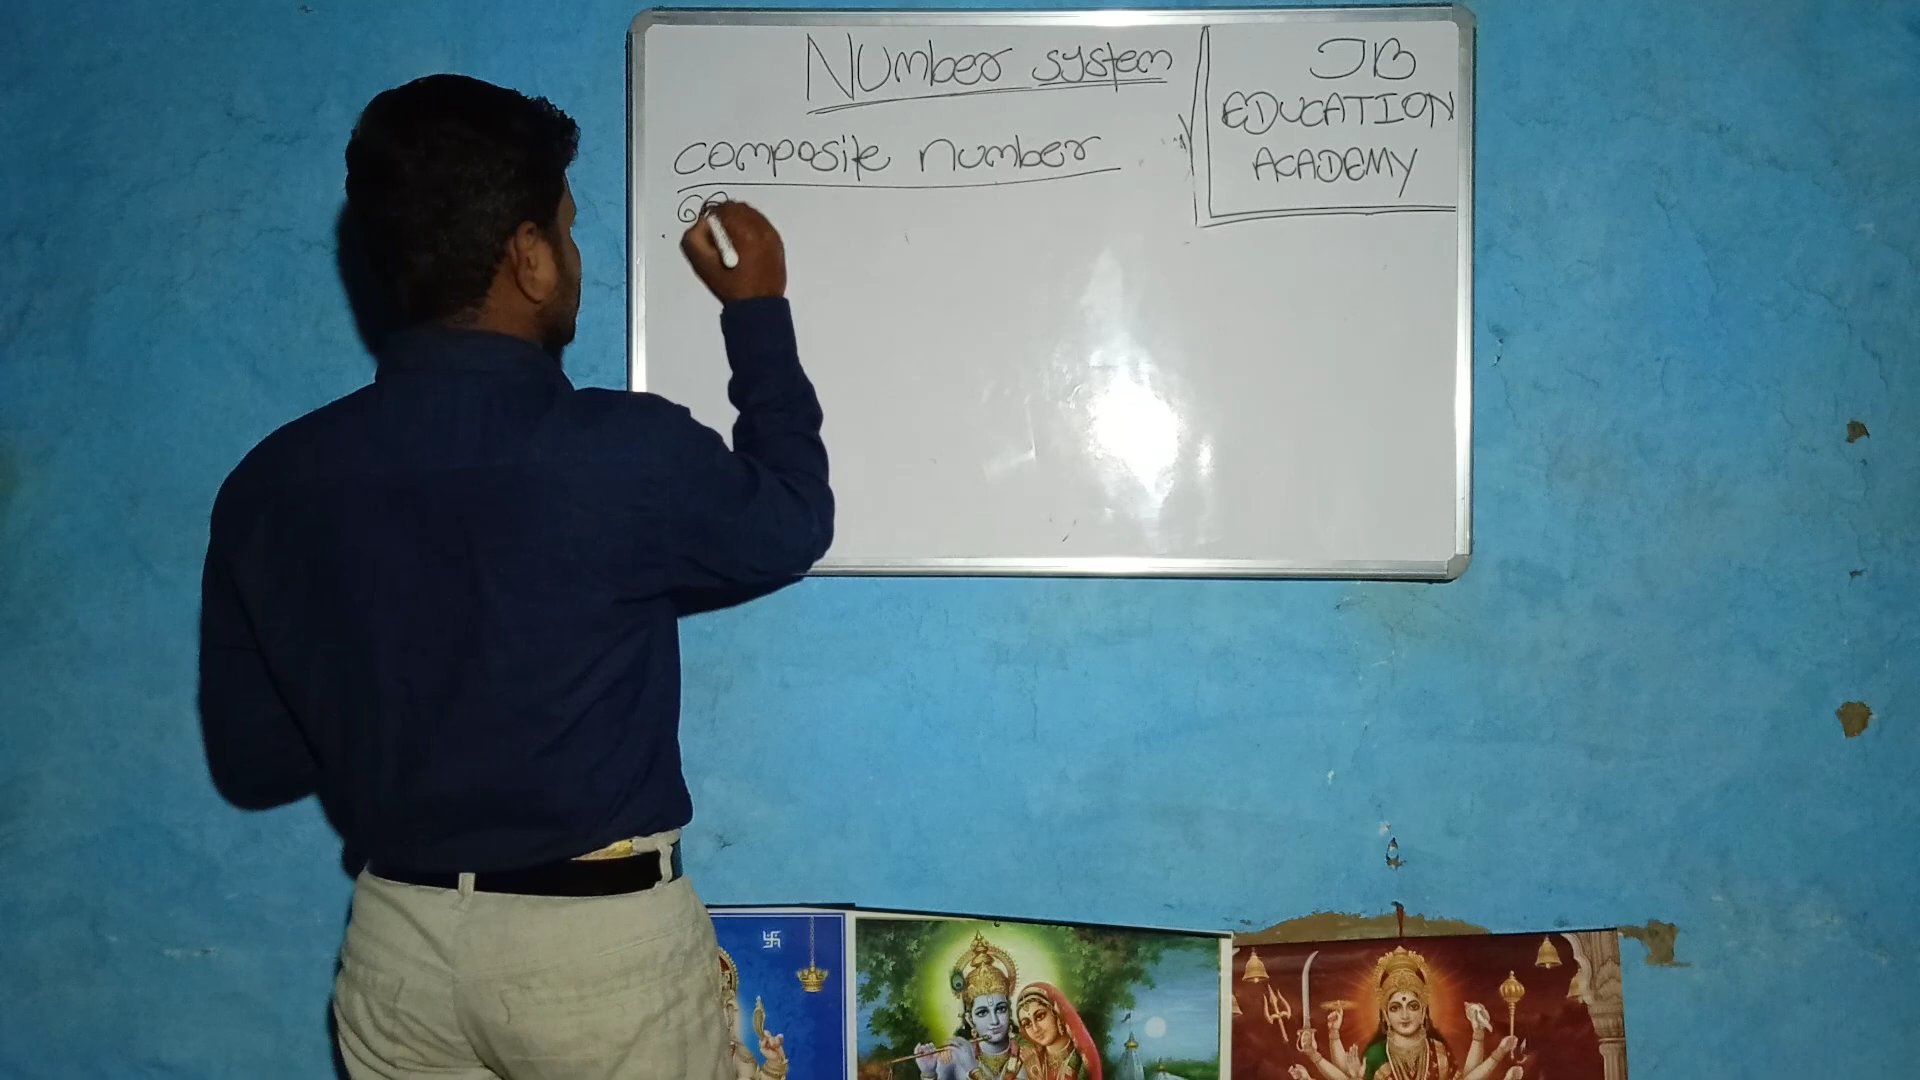 Number system
JB
EDUCATION
ACADEMY
composite number